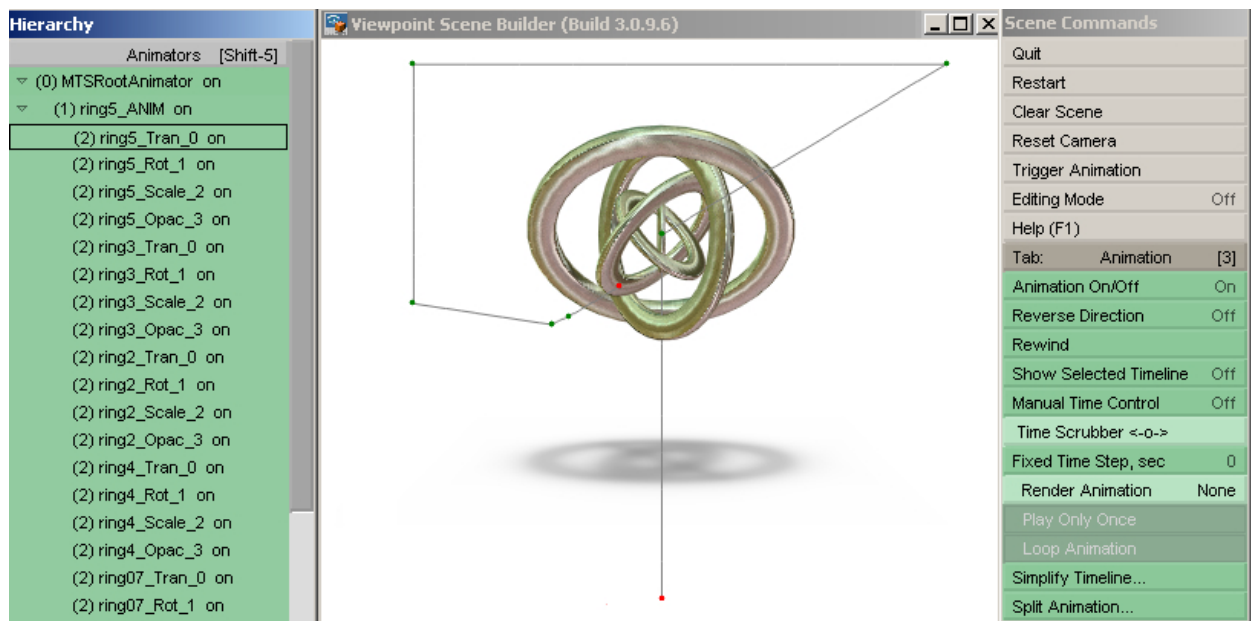 Hierarchy
Animators [Shift-5]
(0) MTSRootAnimator on
(1) ring5_ANIM on
(2) ring5_Tran_0 on
(2) ring5_Rot_1 on
(2) ring5_Scale_2 on
(2) ring5_Opac_3 on
(2) ring3_Tran_0 on
(2) ring3_Rot_1 on
(2) ring3_Scale_2 on
(2) ring3_Opac_3 on
(2) ring2_Tran_0 on
(2) ring2_Rot_1 on
(2) ring2_Scale_2 on
(2) ring2_Opac_3 on
(2) ring4_Tran_0 on
(2) ring4_Rot_1 on
(2) ring4_Scale_2 on
(2) ring4_Opac_3 on
(2) ring07_Tran_0 on
(2) ring07_Rot_1 on
Viewpoint Scene Builder (Build 3.0.9.6)
Scene Commands
Quit
Restart
Clear Scene
Reset Camera
Trigger Animation
Editing Mode Off
Help (F1)
Tab: Animation [3]
Animation On/Off On
Reverse Direction Off
Rewind
Show Selected Timeline Off
Manual Time Control Off
Time Scrubber <-o->
Fixed Time Step, sec 0
Render Animation None
Play Only Once
Loop Animation
Simplify Timeline...
Split Animation...